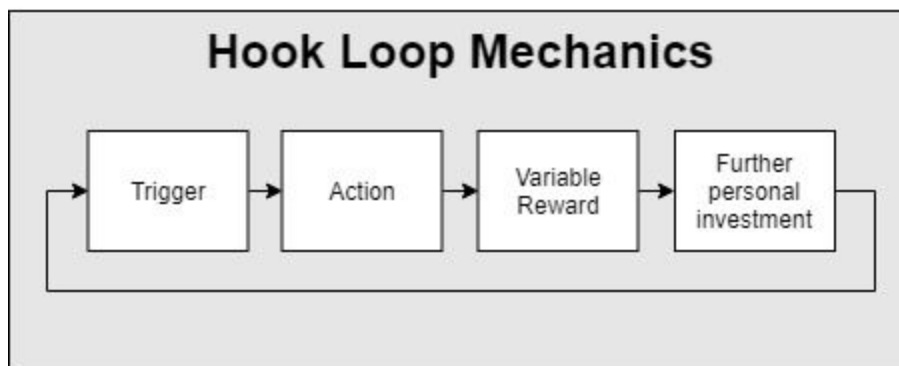 Hook Loop Mechanics
Trigger
Action
Variable
Reward
Further
personal
investment